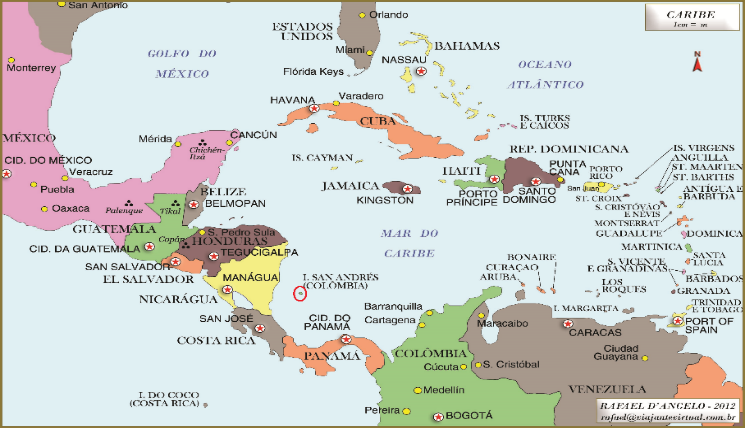 San Antonio
Orlando
CARIBE
ESTADOS
UNIDOS
GOLFO DO
MÉXICO
Miami
BAHAMAS
NASSAU
OCEANO
ATLÂNTICO
N
Monterrey
Flórida Keys
HAVANA
Varadero
CUBA
IS. TURKS
E CAÍCOS
MÉXICO
Mérida
CANCÚN
Chichén-
Itzá
IS. CAYMAN
REP. DOMINICANA
IS. VIRGENS
ANGUILLA
ST. MAARTEN
ST. BARTHS
CID. DO MÉXICO
Veracruz
Puebla
Oaxaca
Palenque
Tikal
BELIZE
BELMOPAN
JAMAICA
KINGSTON
HAITI
PORTO
PRÍNCIPE
SANTO
DOMINGO
PUNTA
CANA
PORTO
RICO
San Juan
ST. CROIX
S. CRISTÓVÃO
E NÉVIS
ANTÍGUA E
BARBUDA
MONTSERRAT
GUADALUPE
DOMINICA
MARTINICA
SANTA
LUCIA
S. VICENTE
E GRANADINAS
BARBADOS
GRANADA
GUATEMALA
Copán
S. Pedro Sula
HONDURAS
TEGUCIGALPA
CID. DA GUATEMALA
SAN SALVADOR
EL SALVADOR
MANÁGUA
NICARÁGUA
MAR DO
CARIBE
I. SAN ANDRÉS
(COLÔMBIA)
BONAIRE
CURAÇAO
ARUBA
LOS
ROQUES
I. MARGARITA
TRINIDAD
E TOBAGO
PORT OF
SPAIN
SAN JOSÉ
COSTA RICA
CID. DO
PANAMÁ
PANAMÁ
Barranquilla
Cartagena
Maracaibo
CARACAS
Ciudad
Guayana
COLÔMBIA
Cúcuta
S. Cristóbal
VENEZUELA
Medellín
Pereira
BOGOTÁ
I. DO COCO
(COSTA RICA)
RAFAEL D'ANGELO - 2012
rafael@viajantevirtual.com.br